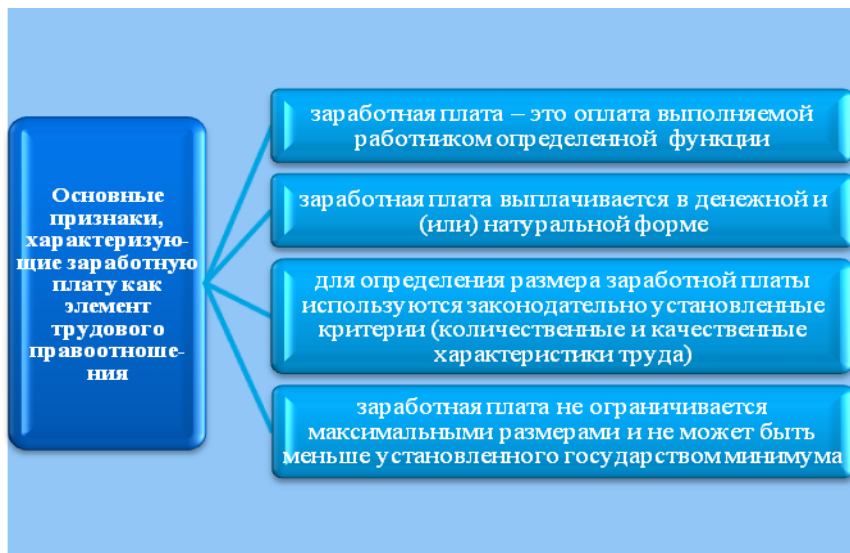 Основные
признаки,
характеризую-
щие заработную
плату как
элемент
трудового
правоотноше-
ния
заработная плата – это оплата выполняемой
работником определенной функции
заработная плата выплачивается в денежной и
(или) натуральной форме
для определения размера заработной платы
используются законодательно установленные
критерии (количественные и качественные
характеристики труда)
заработная плата не ограничивается
максимальными размерами и не может быть
меньше установленного государством минимума